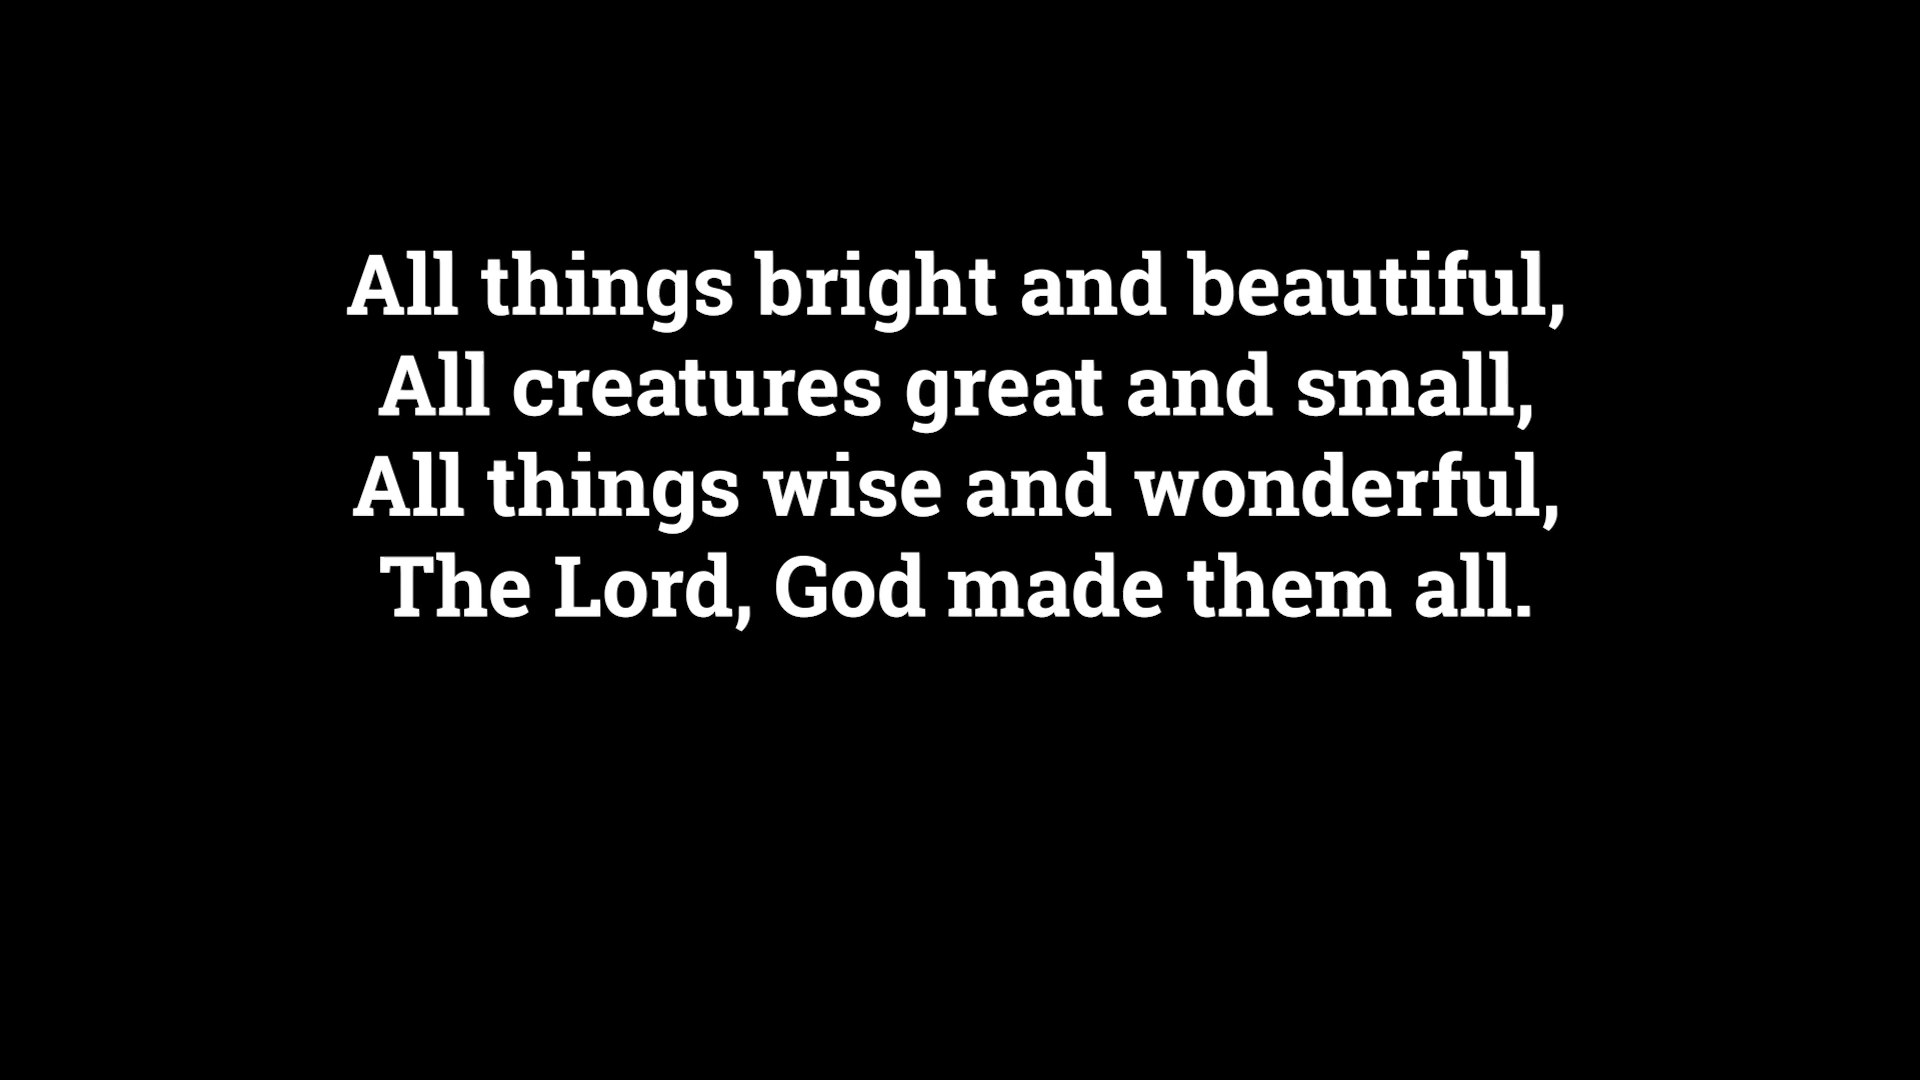 All things bright and beautiful,
All creatures great and small,
All things wise and wonderful,
The Lord, God made them all.